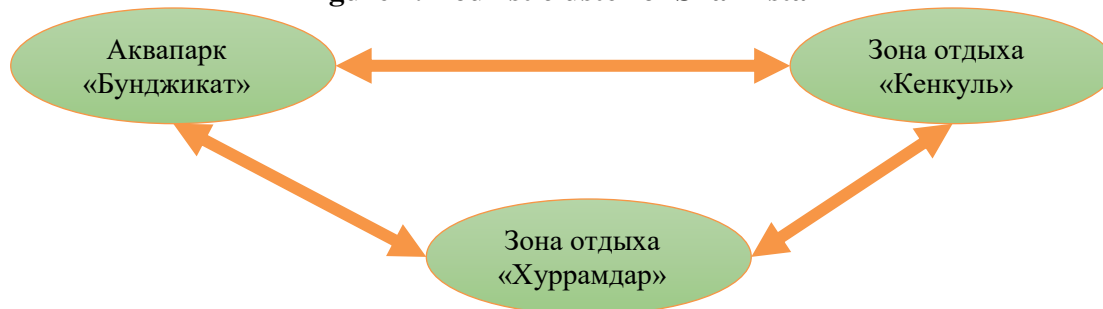 Аквапарк
«Бунджикат»
Зона отдыха
«Кенкуль»
Зона отдыха
«Хуррамдар»